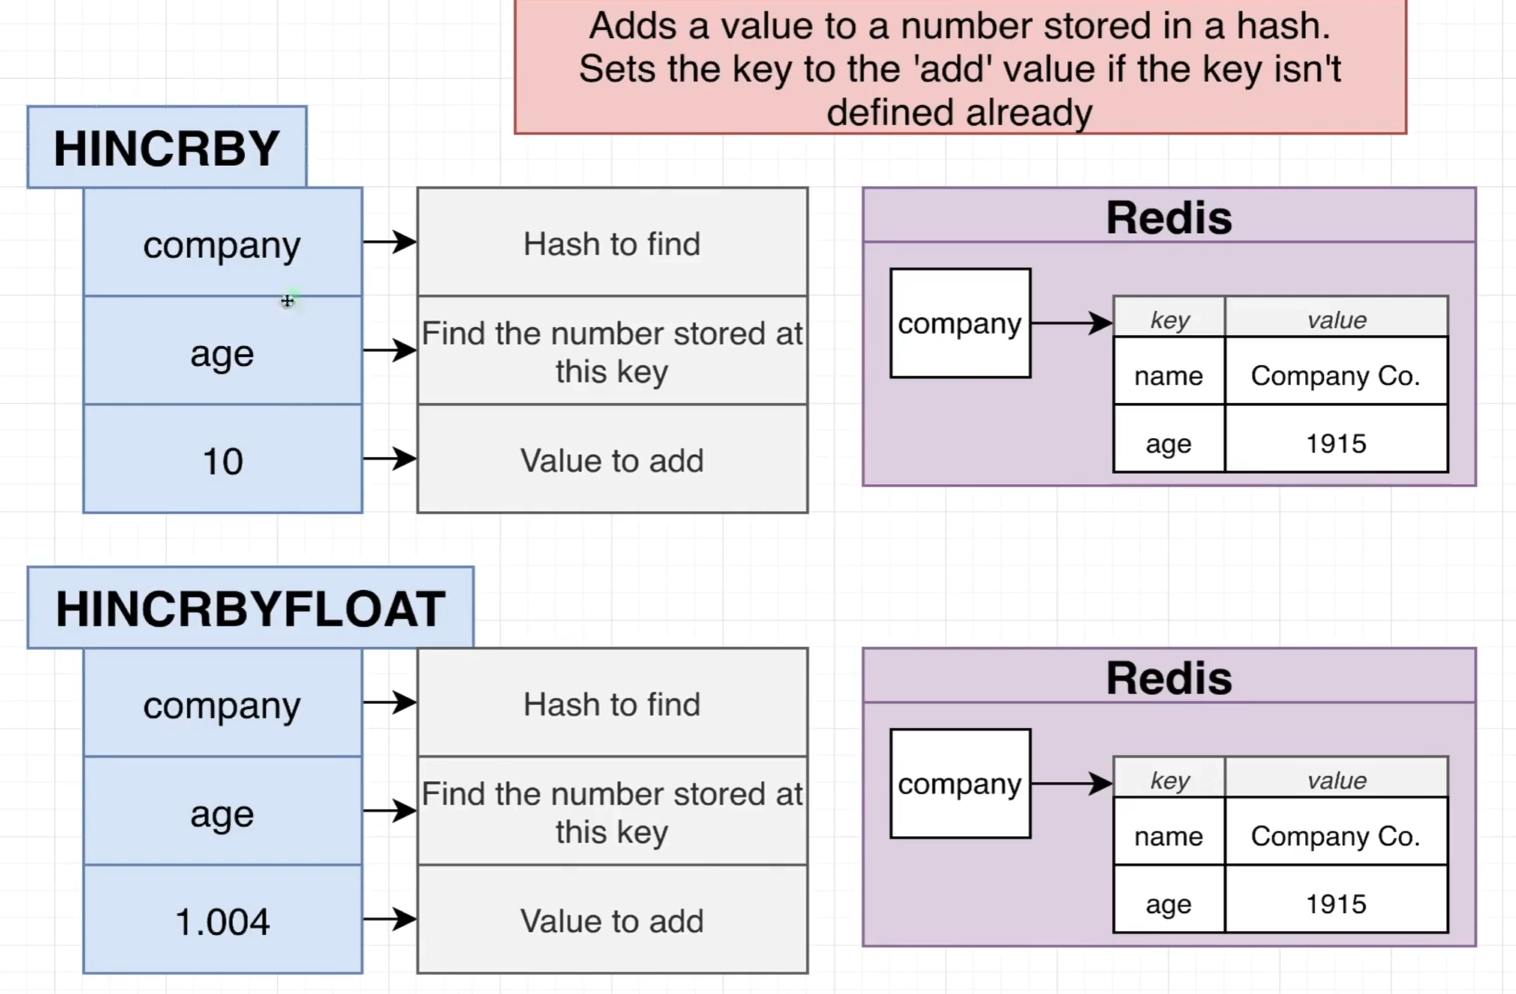 Adds a value to a number stored in a hash.
Sets the key to the 'add' value if the key isn't
defined already
HINCRBY
company
Hash to find
age
Find the number stored at
this key
10
Value to add
Redis
company
key value
name Company Co.
age 1915
HINCRBYFLOAT
company
Hash to find
age
Find the number stored at
this key
1.004
Value to add
Redis
company
key value
name Company Co.
age 1915